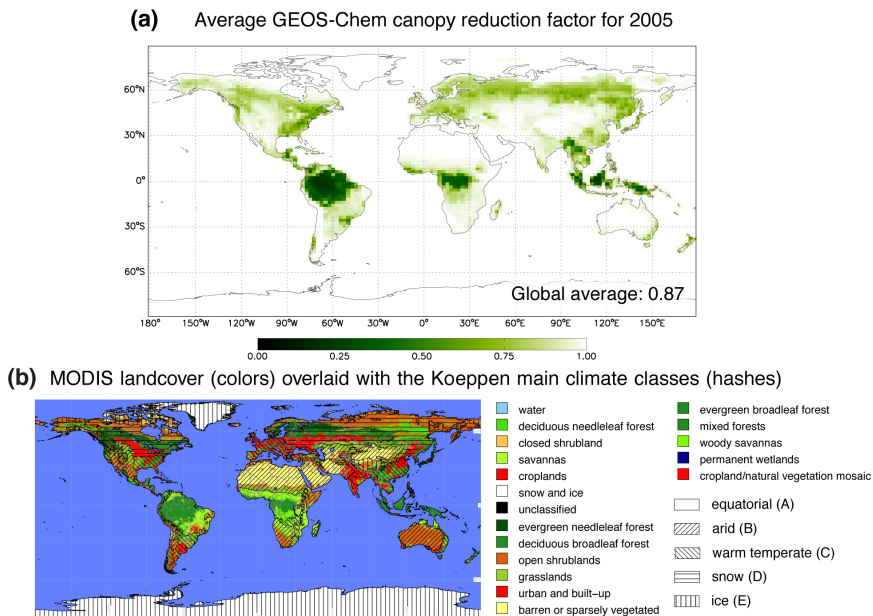 (a) Average GEOS-Chem canopy reduction factor for 2005
60°N
30°N
0°
30°S
60°S
Global average: 0.87
180°W 120°W 90°W 60°W 30°W 0° 30°E 60°E 90°E 120°E 150°E
0.00 0.25 0.50 0.75 1.00
(b) MODIS landcover (colors) overlaid with the Koeppen main climate classes (hashes)
water
deciduous needleleaf forest
closed shrubland
savannas
croplands
snow and ice
unclassified
evergreen needleleaf forest
deciduous broadleaf forest
open shrublands
grasslands
urban and built-up
barren or sparsely vegetated
evergreen broadleaf forest
mixed forests
woody savannas
permanent wetlands
cropland/natural vegetation mosaic
equatorial (A)
arid (B)
warm temperate (C)
snow (D)
ice (E)